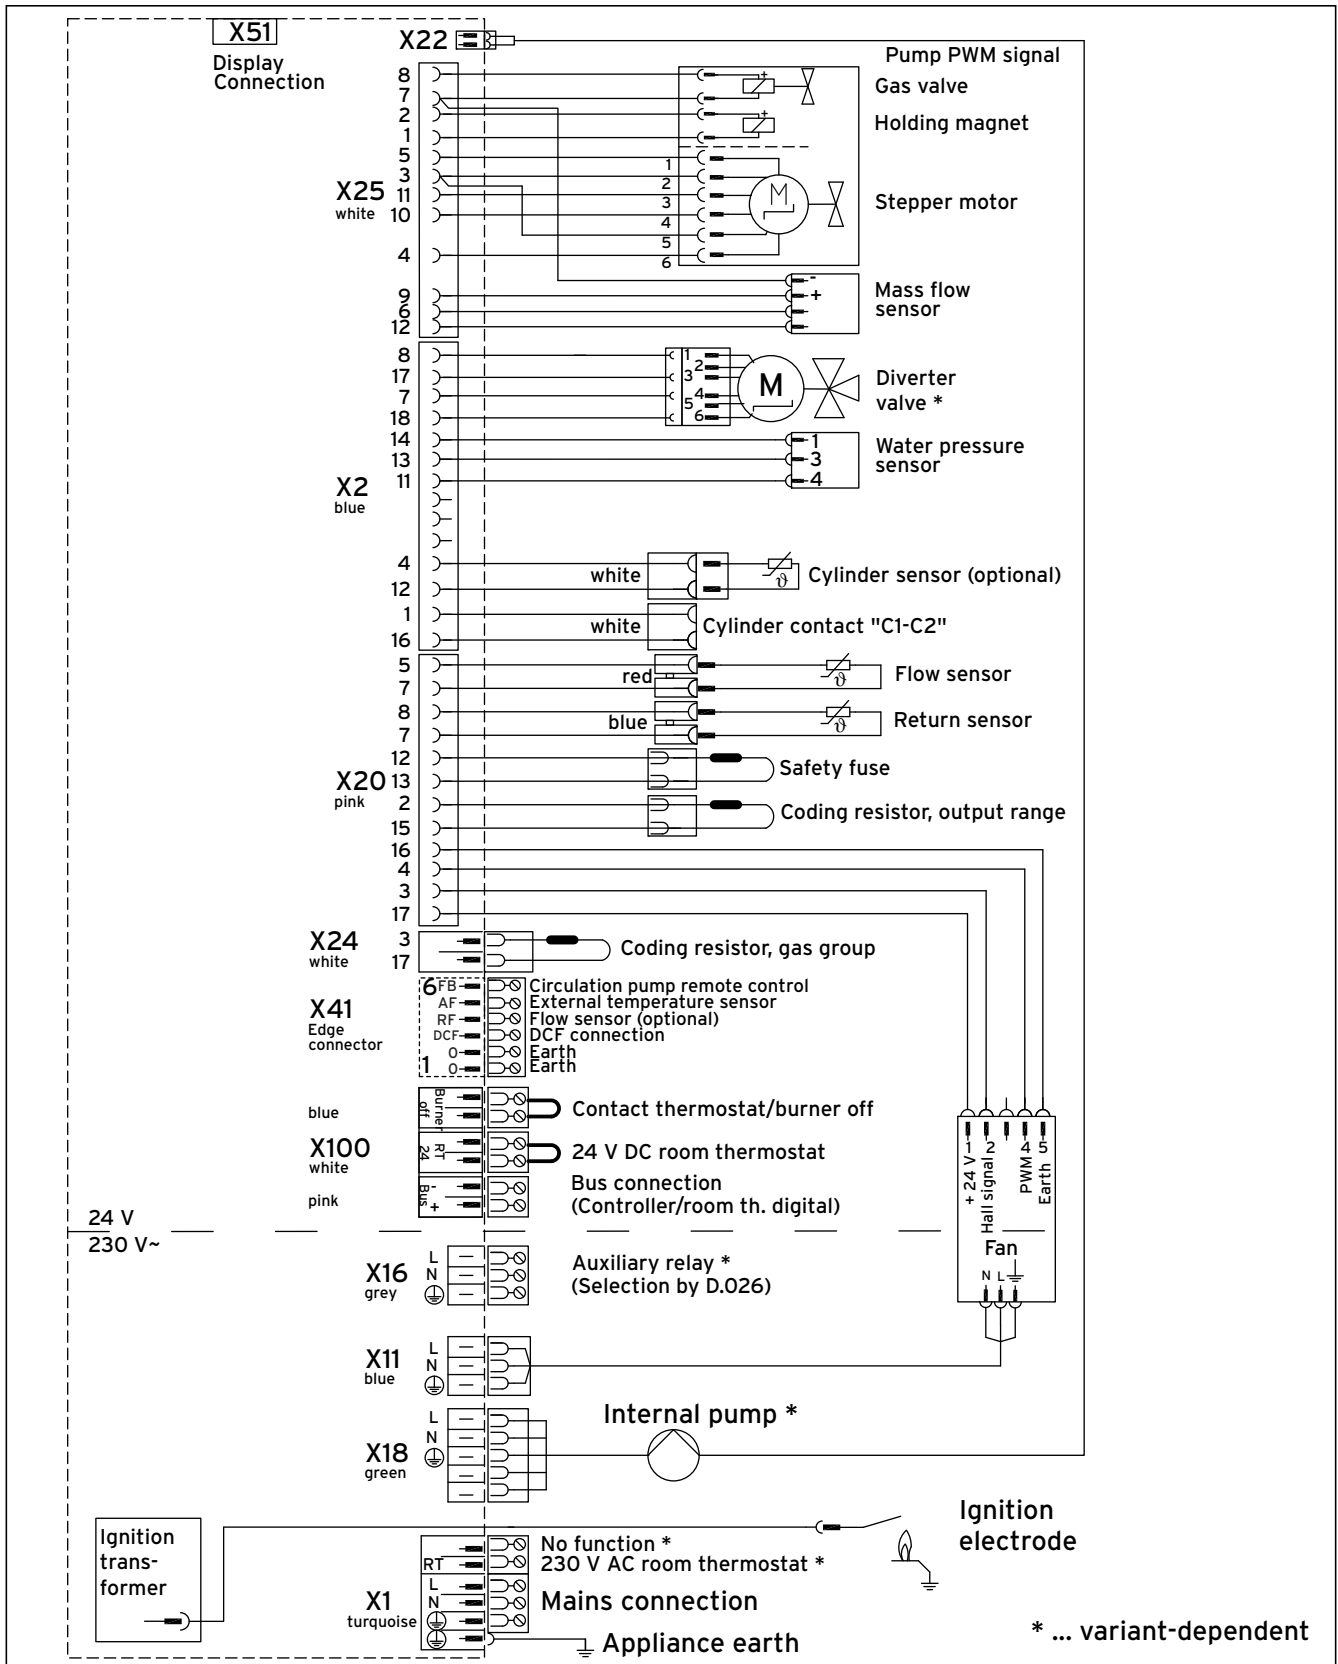 X51
Display
Connection
X22
Pump PWM signal
8
7
2
1
5
3
11
10
4
9
6
12
X25
white
Gas valve
+
Holding magnet
+
1
2
3
4
5
6
M
Stepper motor
-
+
Mass flow
sensor
8
17
7
18
14
13
11
4
12
1
16
X2
blue
1
2
3
4
5
6
M
Diverter
valve *
1
3
4
Water pressure
sensor
white
ϑ
Cylinder sensor (optional)
white
Cylinder contact "C1-C2"
5
7
8
7
12
13
2
15
16
4
3
17
X20
pink
red
ϑ
Flow sensor
blue
ϑ
Return sensor
Safety fuse
Coding resistor, output range
X24
white
3
17
Coding resistor, gas group
X41
Edge
connector
6 FB
Circulation pump remote control
AF
External temperature sensor
RF
Flow sensor (optional)
DCF
DCF connection
0
Earth
1 0
Earth
blue
Burner
off
Contact thermostat/burner off
X100
white
RT
24
24 V DC room thermostat
pink
Bus
-
+
Bus connection
(Controller/room th. digital)
1 2 4 5
+ 24 V
Hall signal
PWM
Earth
Fan
N L
24 V
230 V~
X16
grey
L
N
Auxiliary relay *
(Selection by D.026)
X11
blue
L
N
X18
green
L
N
Internal pump *
Ignition
trans-
former
Ignition
electrode
X1
turquoise
No function *
RT
230 V AC room thermostat *
L
N
Mains connection
Appliance earth
* ... variant-dependent